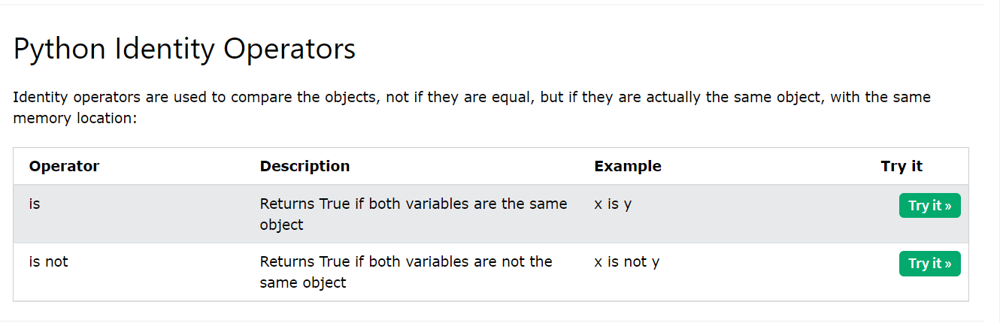 Python Identity Operators
Identity operators are used to compare the objects, not if they are equal, but if they are actually the same object, with the same
memory location:
Operator Description Example Try it
is Returns True if both variables are the same x is y Try it »
object
is not Returns True if both variables are not the x is not y Try it »
same object